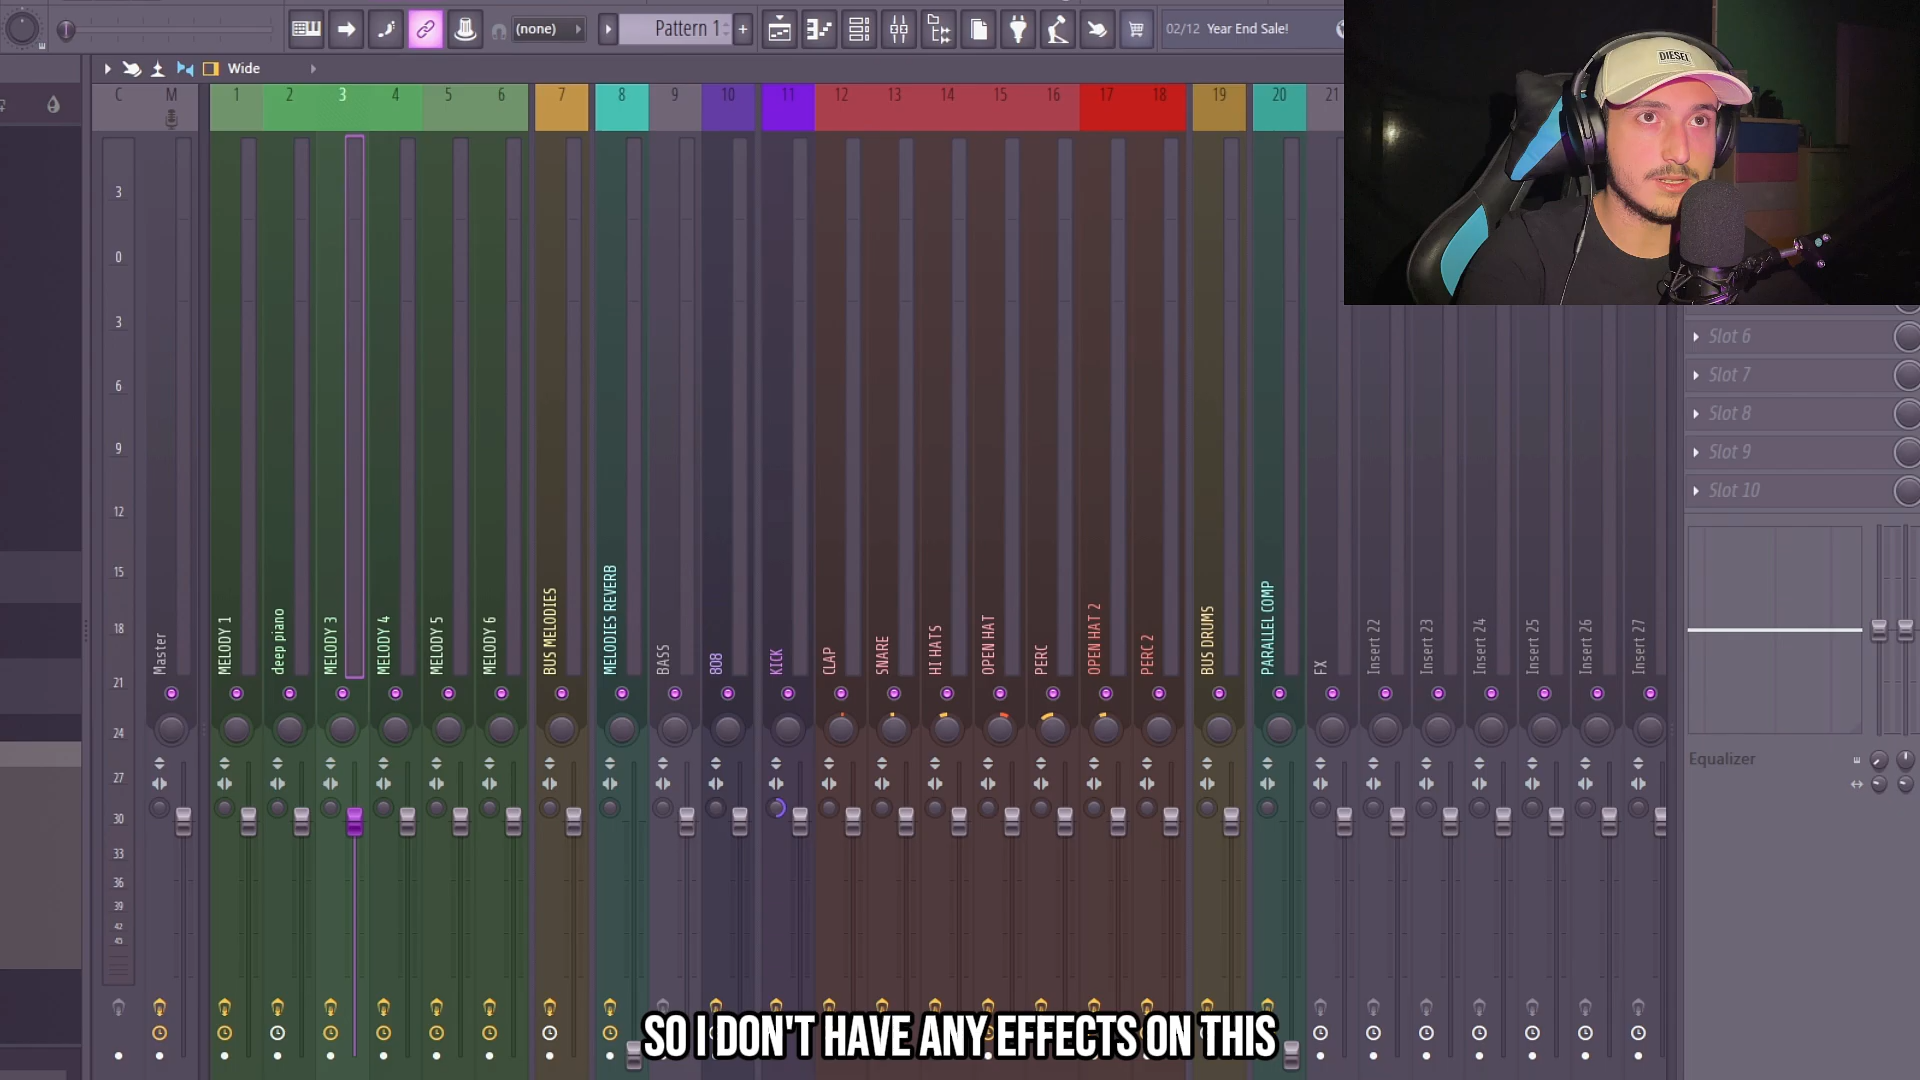 (none) Pattern 1 + 02/12 Year End Sale!
DIESEL
Wide
C M 1 2 3 4 5 6 7 8 9 10 11 12 13 14 15 16 17 18 19 20 21
3
0
3
6
9
12
15
18
21
24
27
30
33
36
39
42
45
Master
MELODY 1
deep piano
MELODY 3
MELODY 4
MELODY 5
MELODY 6
BUS MELODIES
MELODIES REVERB
BASS
808
KICK
CLAP
SNARE
HI HATS
OPEN HAT
PERC
OPEN HAT 2
PERC 2
BUS DRUMS
PARALLEL COMP
FX
Insert 22
Insert 23
Insert 24
Insert 25
Insert 26
Insert 27
Slot 6
Slot 7
Slot 8
Slot 9
Slot 10
Equalizer
SO I DON'T HAVE ANY EFFECTS ON THIS